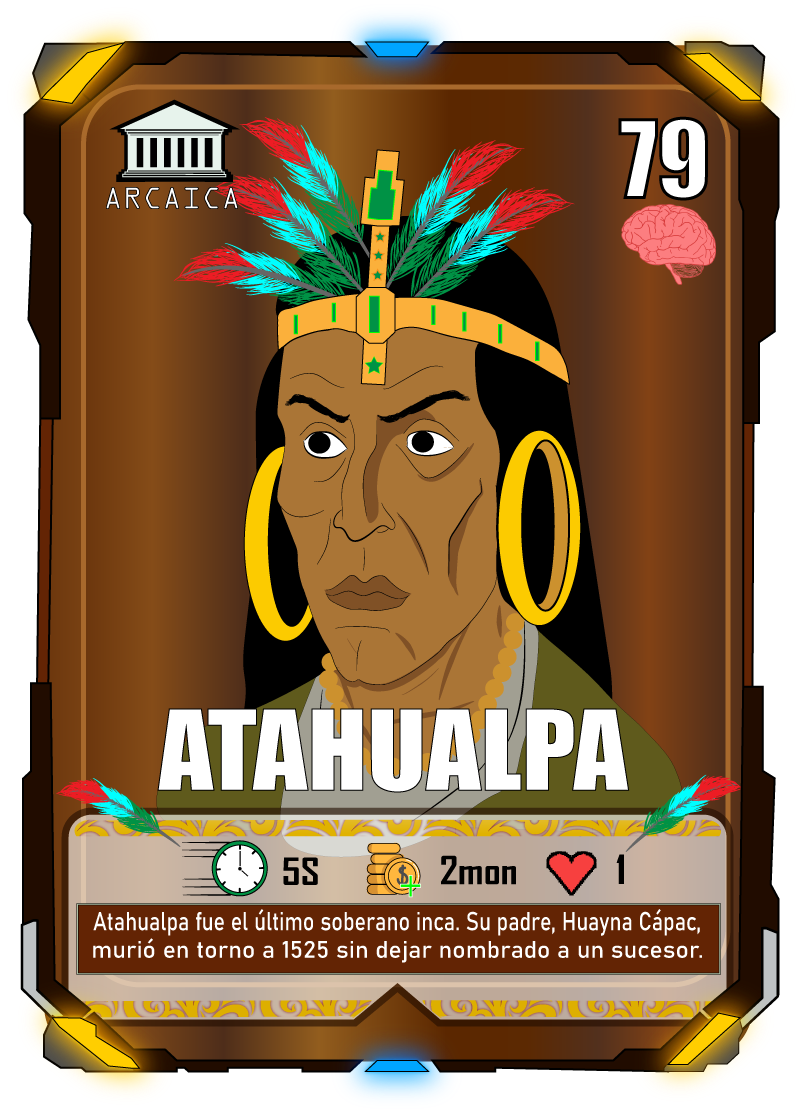 79
ARCAICA
ATAHUALPA
5S 2mon 1
Atahualpa fue el último soberano inca. Su padre, Huayna Cápac,
murió en torno a 1525 sin dejar nombrado a un sucesor.